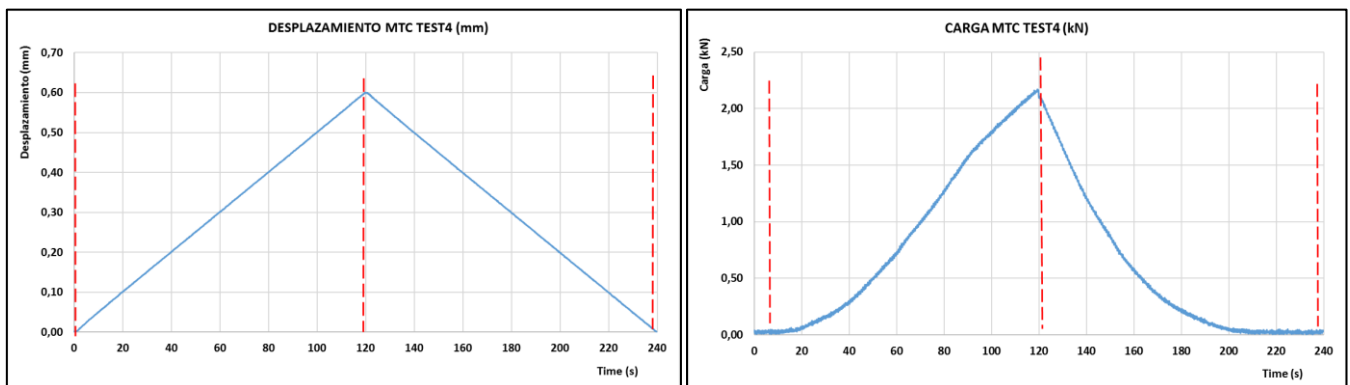 DESPLAZAMIENTO MTC TEST4 (mm)
Desplazamiento (mm)
0,70
0,60
0,50
0,40
0,30
0,20
0,10
0,00
0 20 40 60 80 100 120 140 160 180 200 220 240
Time (s)
CARGA MTC TEST4 (kN)
Carga (kN)
2,50
2,00
1,50
1,00
0,50
0,00
0 20 40 60 80 100 120 140 160 180 200 220 240
Time (s)